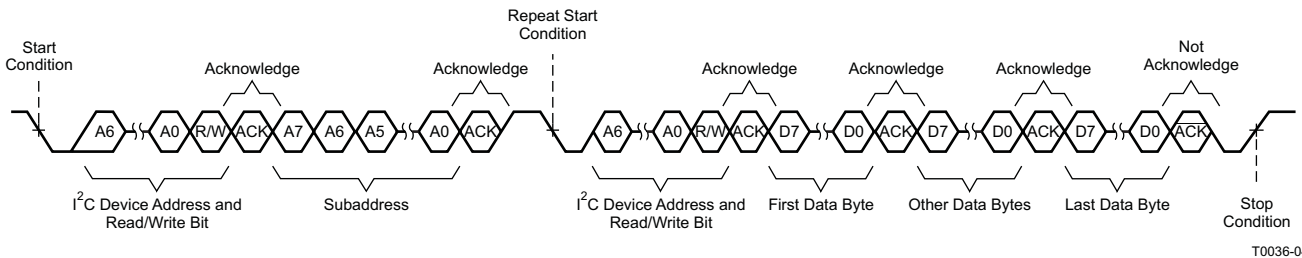 Repeat Start
Condition
Start
Condition
Not
Acknowledge
Acknowledge
Acknowledge
Acknowledge
Acknowledge
Acknowledge
A6 A0 R/W ACK A7 A6 A5 A0 ACK A6 A0 R/W ACK D7 D0 ACK D7 D0 ACK D7 D0 ACK
I²C Device Address and
Read/Write Bit
Subaddress
I²C Device Address and
Read/Write Bit
First Data Byte
Other Data Bytes
Last Data Byte
Stop
Condition
T0036-0